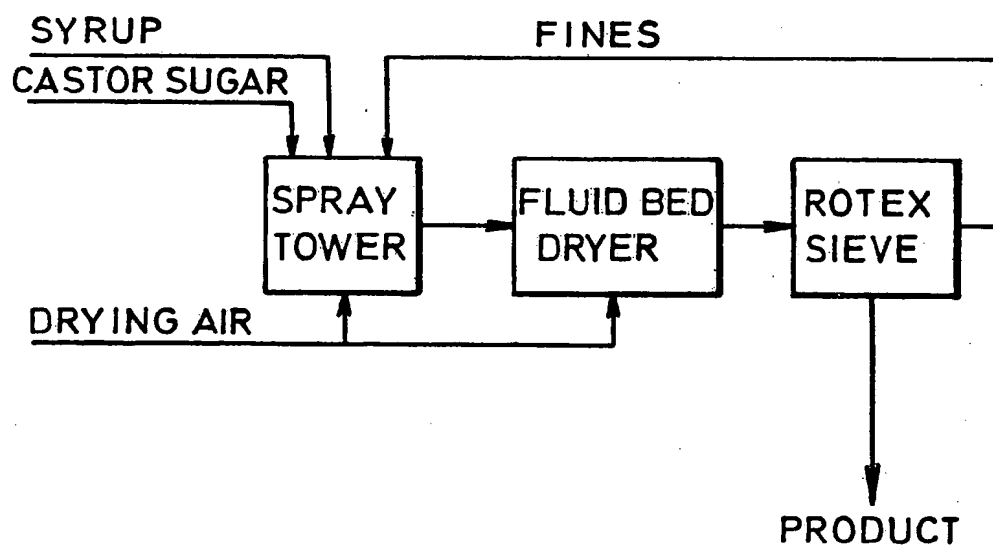 SYRUP
FINES
CASTOR SUGAR
SPRAY
TOWER
FLUID BED
DRYER
ROTEX
SIEVE
DRYING AIR
PRODUCT